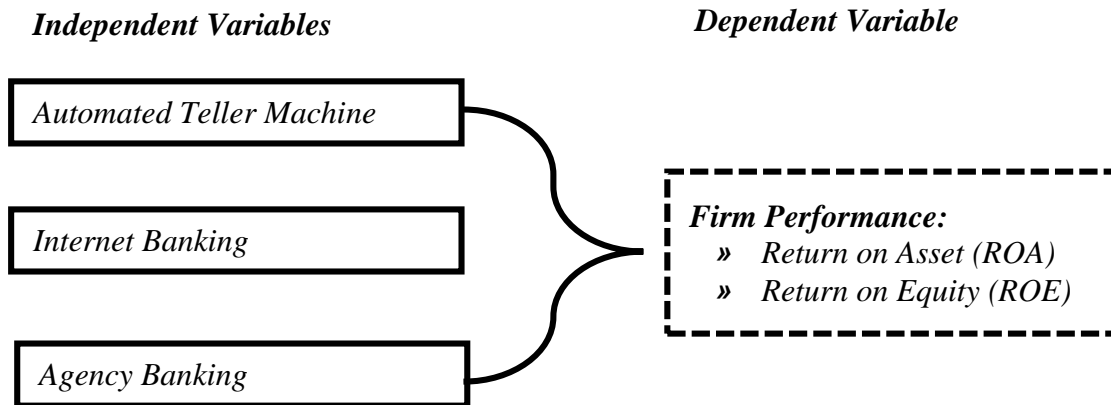 Independent Variables
Dependent Variable
Automated Teller Machine
Internet Banking
Agency Banking
Firm Performance:
» Return on Asset (ROA)
» Return on Equity (ROE)